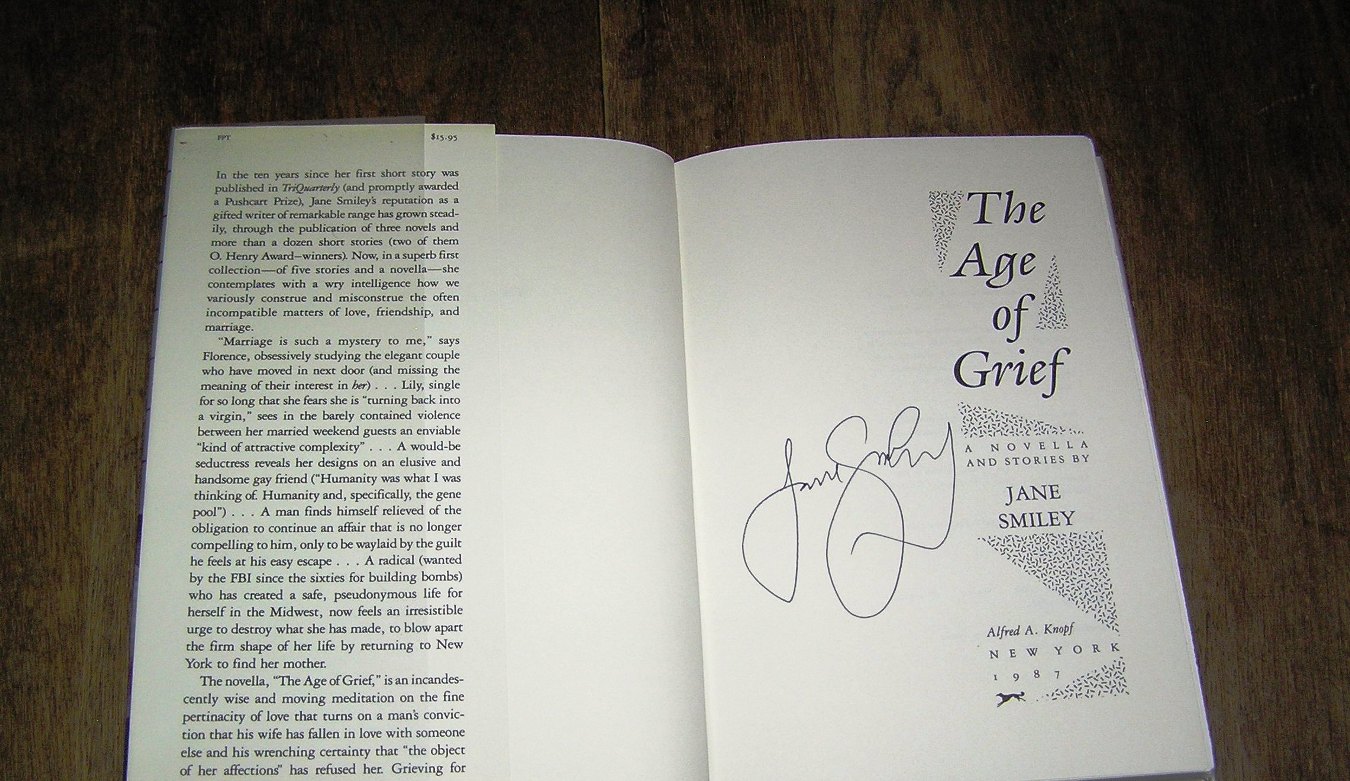 FPT
$15.95
In the ten years since her first short story was
published in TriQuarterly (and promptly awarded
a Pushcart Prize), Jane Smiley's reputation as a
gifted writer of remarkable range has grown stead-
ily, through the publication of three novels and
more than a dozen short stories (two of them
O. Henry Award–winners). Now, in a superb first
collection—of five stories and a novella—she
contemplates with a wry intelligence how we
variously construe and misconstrue the often
incompatible matters of love, friendship, and
marriage.
"Marriage is such a mystery to me," says
Florence, obsessively studying the elegant couple
who have moved in next door (and missing the
meaning of their interest in her) . . . Lily, single
for so long that she fears she is "turning back into
a virgin," sees in the barely contained violence
between her married weekend guests an enviable
"kind of attractive complexity" . . . A would-be
seductress reveals her designs on an elusive and
handsome gay friend ("Humanity was what I was
thinking of. Humanity and, specifically, the gene
pool") . . . A man finds himself relieved of the
obligation to continue an affair that is no longer
compelling to him, only to be waylaid by the guilt
he feels at his easy escape . . . A radical (wanted
by the FBI since the sixties for building bombs)
who has created a safe, pseudonymous life for
herself in the Midwest, now feels an irresistible
urge to destroy what she has made, to blow apart
the firm shape of her life by returning to New
York to find her mother.
The novella, "The Age of Grief," is an incandes-
cently wise and moving meditation on the fine
pertinacity of love that turns on a man's convic-
tion that his wife has fallen in love with someone
else and his wrenching certainty that "the object
of her affections" has refused her. Grieving for
The
Age
of
Grief
Jane Smiley
A NOVELLA
AND STORIES BY
JANE
SMILEY
Alfred A. Knopf
NEW YORK
1987